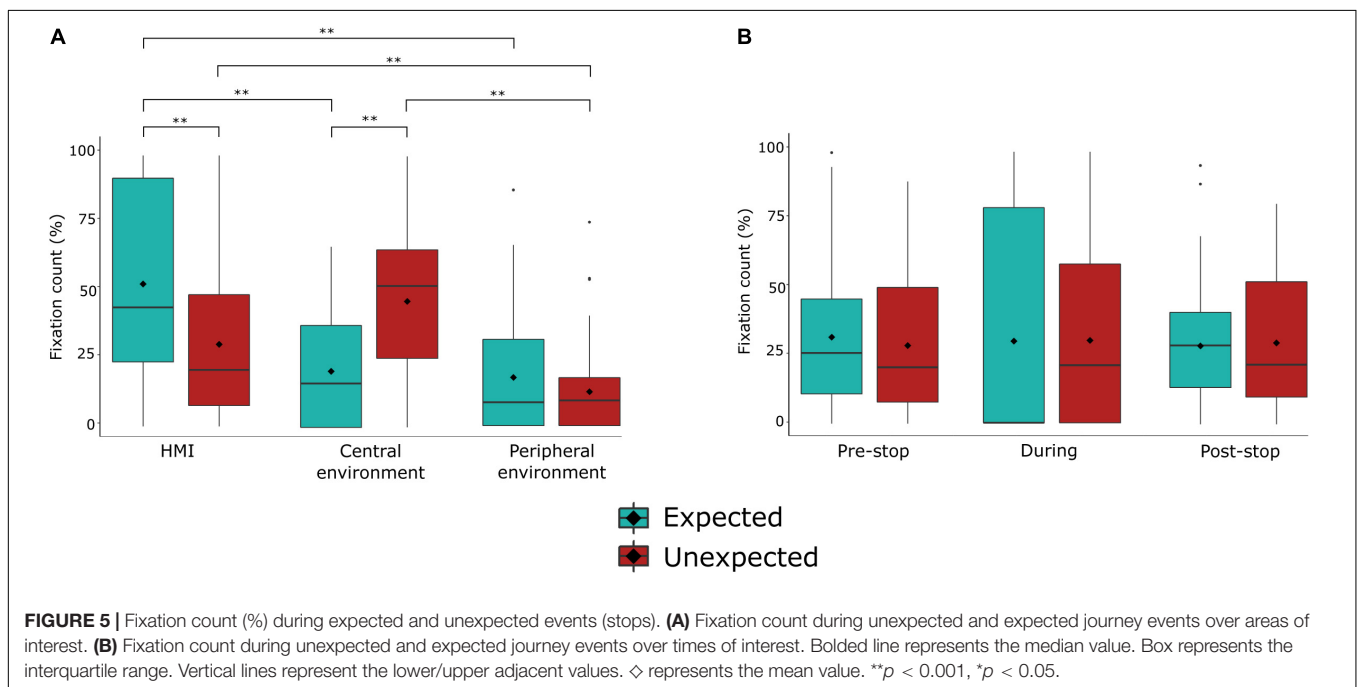 A
B
**
**
**
**
**
**
100
75
50
25
0
Fixation count (%)
HMI
Central
environment
Peripheral
environment
100
75
50
25
0
Fixation count (%)
Pre-stop
During
Post-stop
Expected
Unexpected
FIGURE 5 | Fixation count (%) during expected and unexpected events (stops). (A) Fixation count during unexpected and expected journey events over areas of
interest. (B) Fixation count during unexpected and expected journey events over times of interest. Bolded line represents the median value. Box represents the
interquartile range. Vertical lines represent the lower/upper adjacent values. ◇ represents the mean value. **p < 0.001, *p < 0.05.